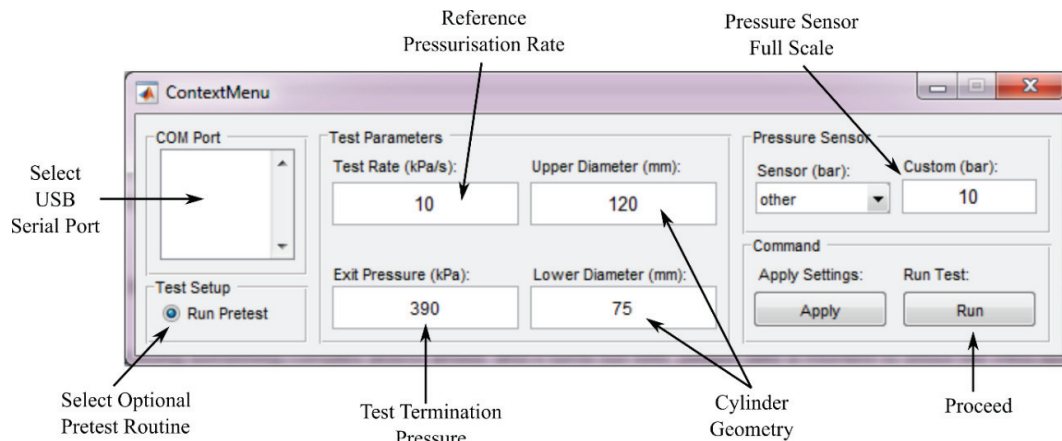 Reference
Pressurisation Rate
Pressure Sensor
Full Scale
ContextMenu
COM Port
Test Parameters
Test Rate (kPa/s):
Upper Diameter (mm):
10
120
Pressure Sensor
Sensor (bar):
Custom (bar):
other
10
Select
USB
Serial Port
Exit Pressure (kPa):
Lower Diameter (mm):
390
75
Test Setup
Run Pretest
Command
Apply Settings:
Run Test:
Apply
Run
Select Optional
Pretest Routine
Test Termination
Pressure
Cylinder
Geometry
Proceed